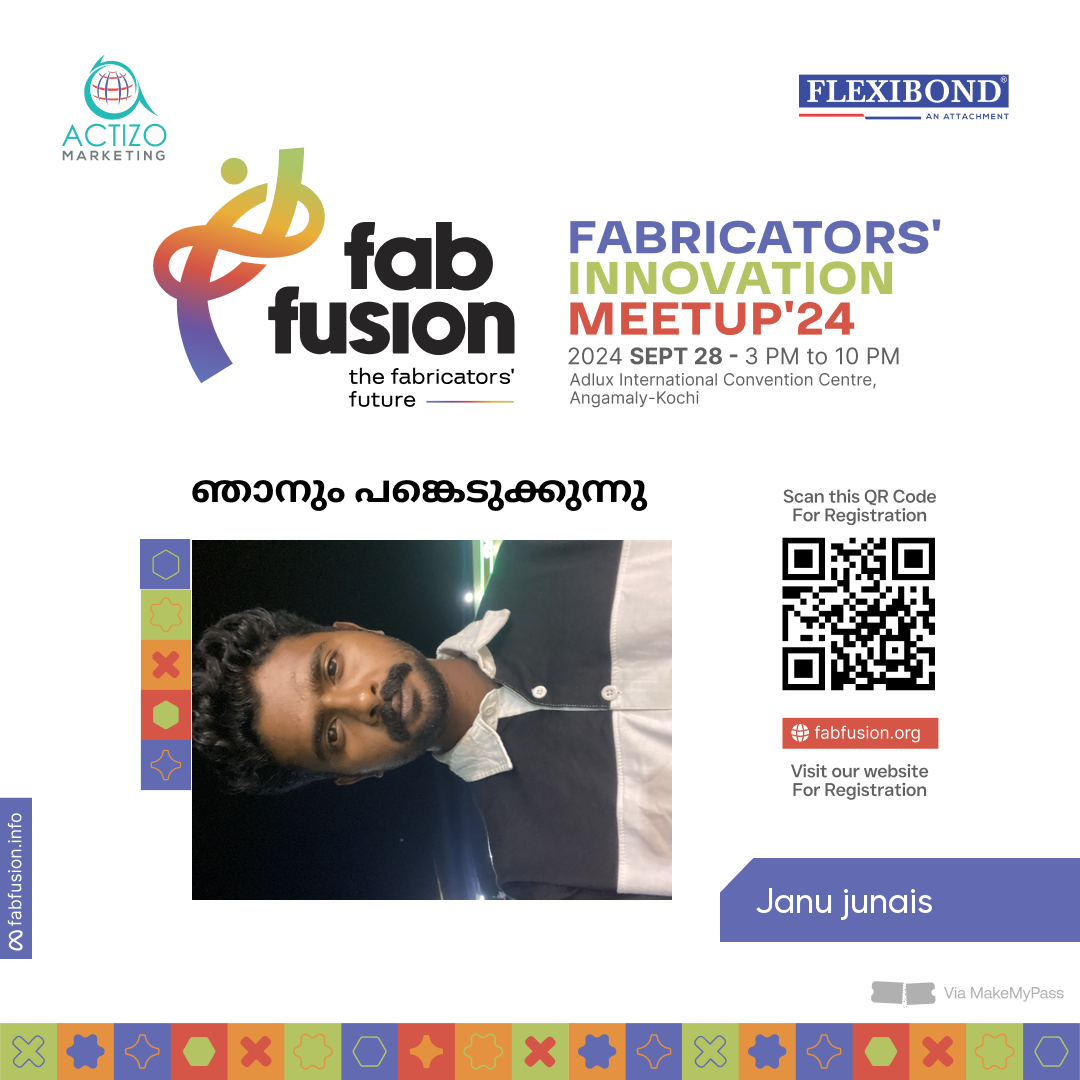 ACTIZO
MARKETING
FLEXIBOND®
AN ATTACHMENT
fab
fusion
the fabricators'
future
FABRICATORS'
INNOVATION
MEETUP'24
2024 SEPT 28 - 3 PM to 10 PM
Adlux International Convention Centre,
Angamaly-Kochi
ഞാനും പങ്കെടുക്കുന്നു
Scan this QR Code
For Registration
fabfusion.org
Visit our website
For Registration
fabfusion.info
Janu junais
Via MakeMyPass